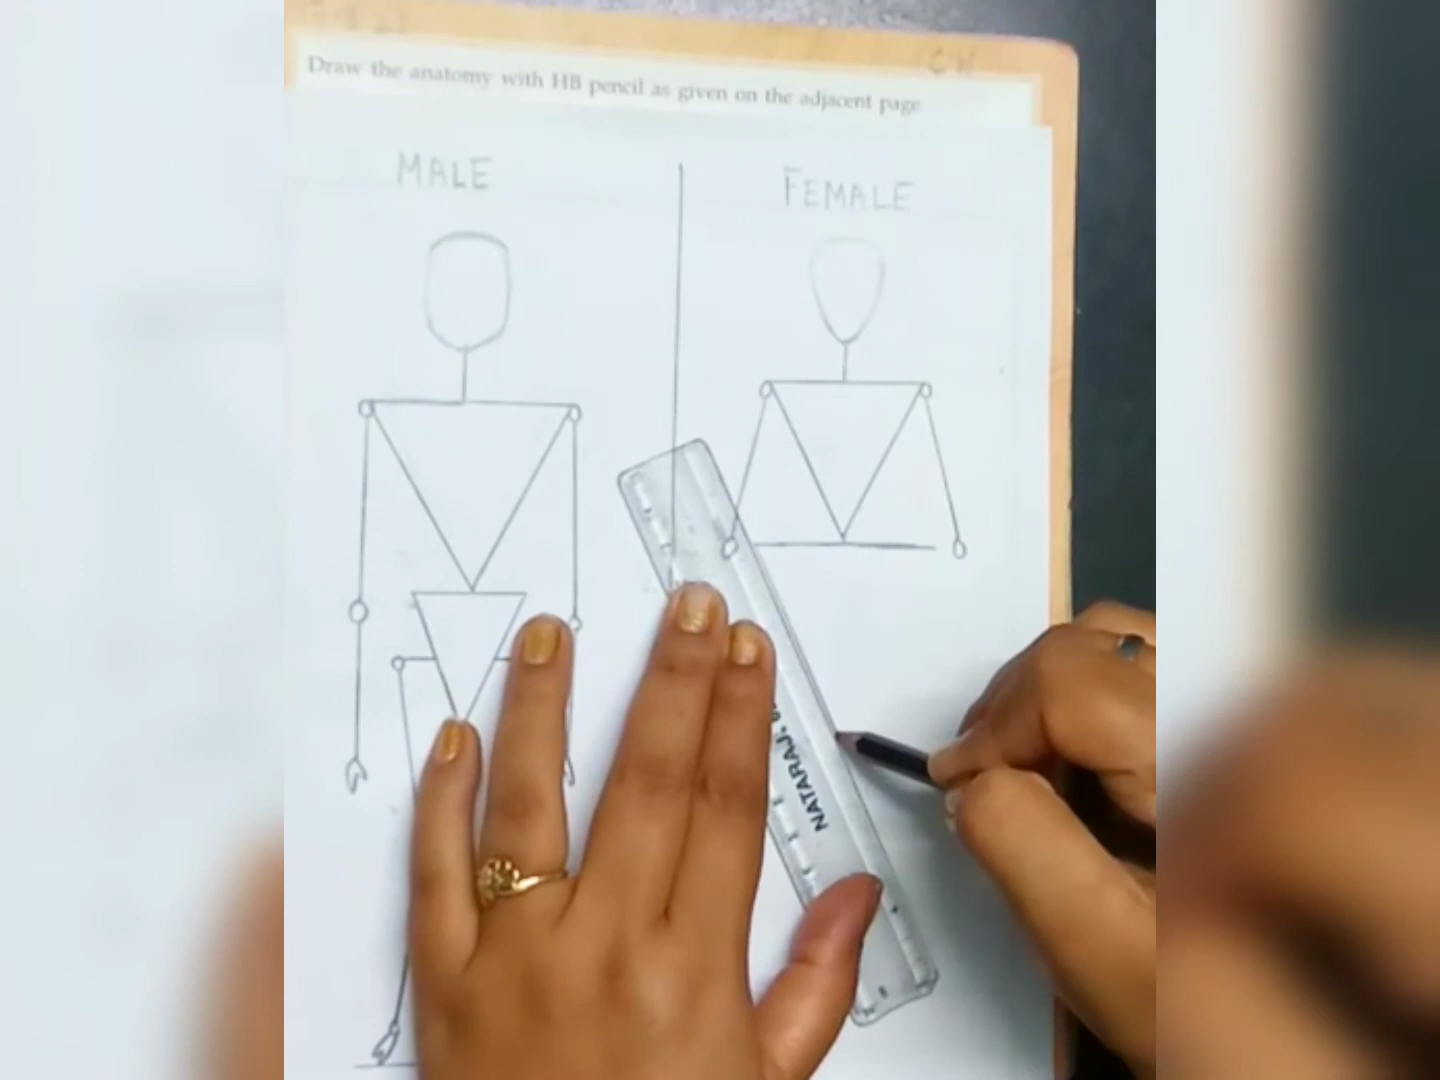 C W
Draw the anatomy with HB pencil as given on the adjacent page
MALE
FEMALE
NATARAJ.